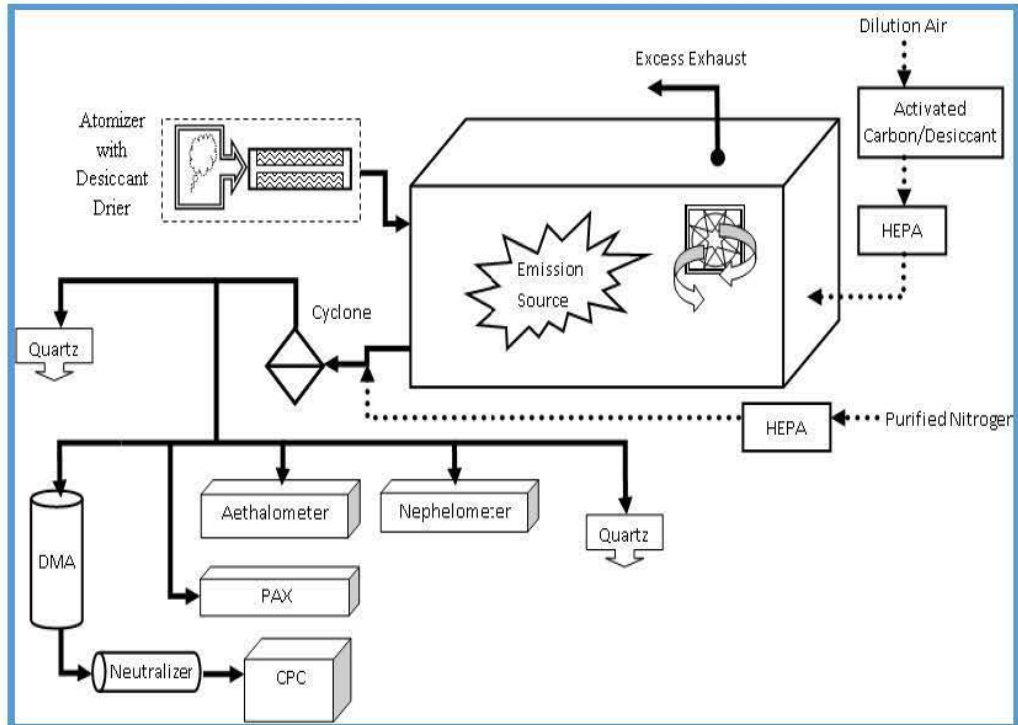 Dilution Air
Excess Exhaust
Activated
Carbon/Desiccant
Atomizer
with
Desiccant
Drier
HEPA
Emission
Source
Cyclone
Quartz
HEPA
Purified Nitrogen
Aethalometer
Nephelometer
Quartz
DMA
PAX
Neutralizer
CPC